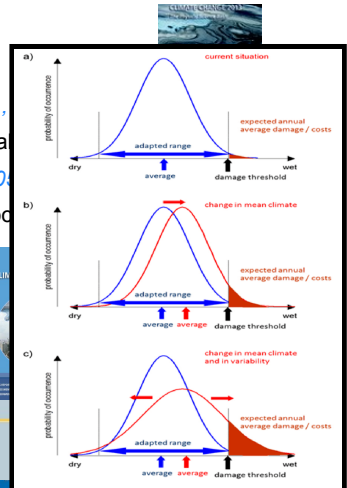 CLIMATE CHANGE 2013
a)
current situation
probability of occurrence
expected annual
average damage / costs
adapted range
dry
wet
average
damage threshold
b)
change in mean climate
probability of occurrence
expected annual
average damage / costs
adapted range
dry
wet
average
average
damage threshold
c)
change in mean climate
and in variability
probability of occurrence
expected annual
average damage / costs
adapted range
dry
wet
average
average
damage threshold